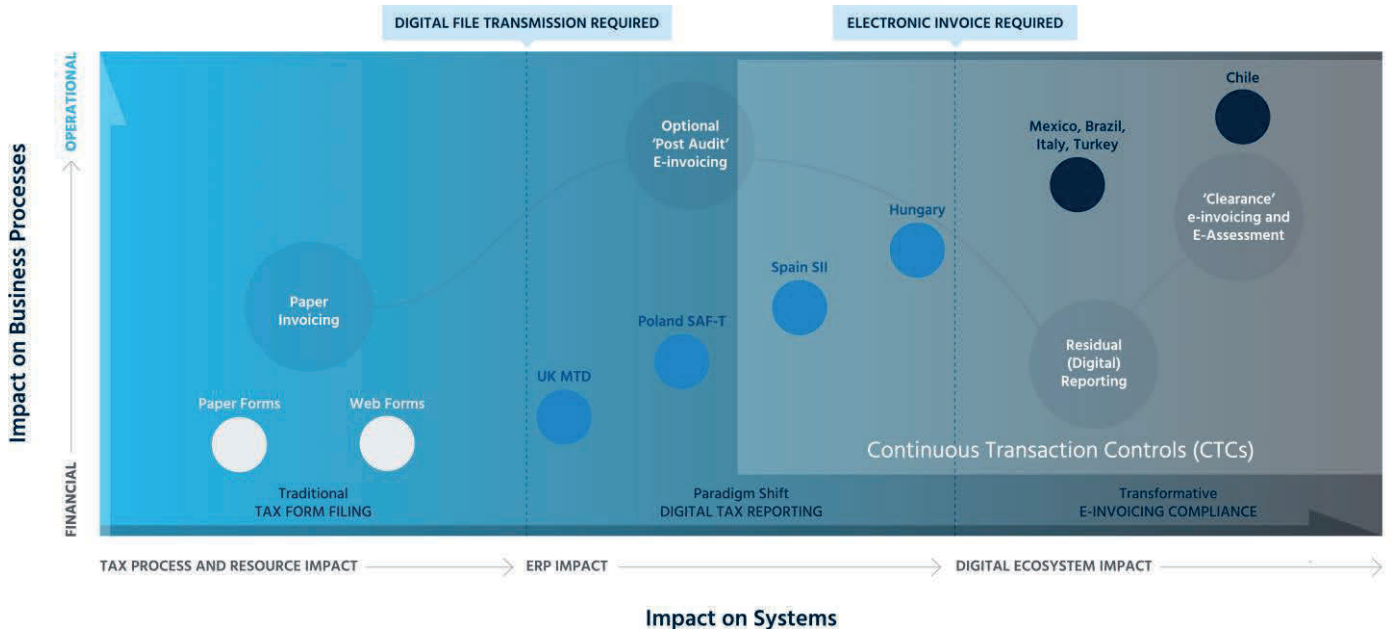 DIGITAL FILE TRANSMISSION REQUIRED
ELECTRONIC INVOICE REQUIRED
Impact on Business Processes
OPERATIONAL
FINANCIAL
Chile
Optional
'Post Audit'
E-invoicing
Mexico, Brazil,
Italy, Turkey
'Clearance'
e-invoicing and
E-Assessment
Hungary
Spain SII
Paper
Invoicing
Poland SAF-T
Residual
(Digital)
Reporting
UK MTD
Paper Forms
Web Forms
Continuous Transaction Controls (CTCs)
Traditional
TAX FORM FILING
Paradigm Shift
DIGITAL TAX REPORTING
Transformative
E-INVOICING COMPLIANCE
TAX PROCESS AND RESOURCE IMPACT
ERP IMPACT
DIGITAL ECOSYSTEM IMPACT
Impact on Systems